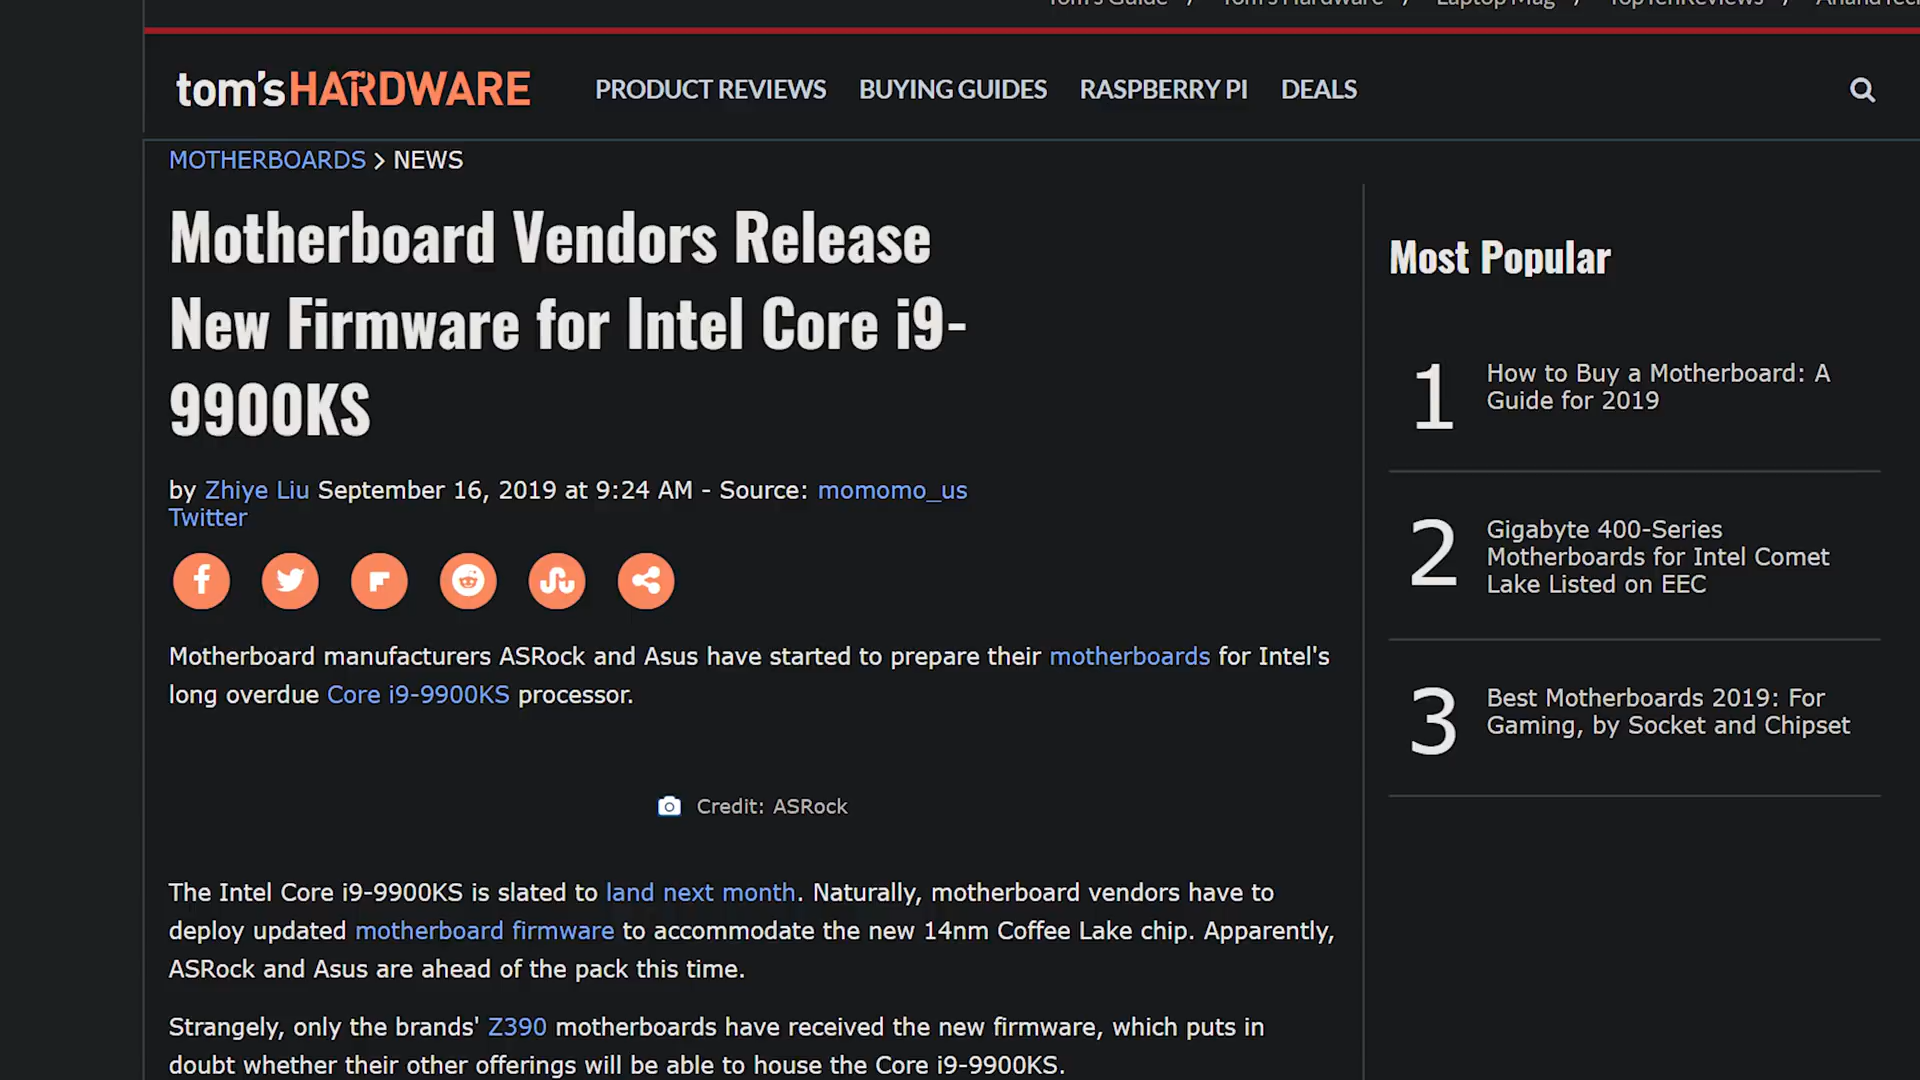 Tom's Guide / Tom's Hardware / Laptop Mag / TopTenReviews / AnandTech
tom's HARDWARE
PRODUCT REVIEWS BUYING GUIDES RASPBERRY PI DEALS
MOTHERBOARDS > NEWS
Motherboard Vendors Release
New Firmware for Intel Core i9-
9900KS
by Zhiye Liu September 16, 2019 at 9:24 AM - Source: momomo_us
Twitter
Motherboard manufacturers ASRock and Asus have started to prepare their motherboards for Intel's
long overdue Core i9-9900KS processor.
Credit: ASRock
The Intel Core i9-9900KS is slated to land next month. Naturally, motherboard vendors have to
deploy updated motherboard firmware to accommodate the new 14nm Coffee Lake chip. Apparently,
ASRock and Asus are ahead of the pack this time.
Strangely, only the brands' Z390 motherboards have received the new firmware, which puts in
doubt whether their other offerings will be able to house the Core i9-9900KS.
Most Popular
1
How to Buy a Motherboard: A
Guide for 2019
2
Gigabyte 400-Series
Motherboards for Intel Comet
Lake Listed on EEC
3
Best Motherboards 2019: For
Gaming, by Socket and Chipset